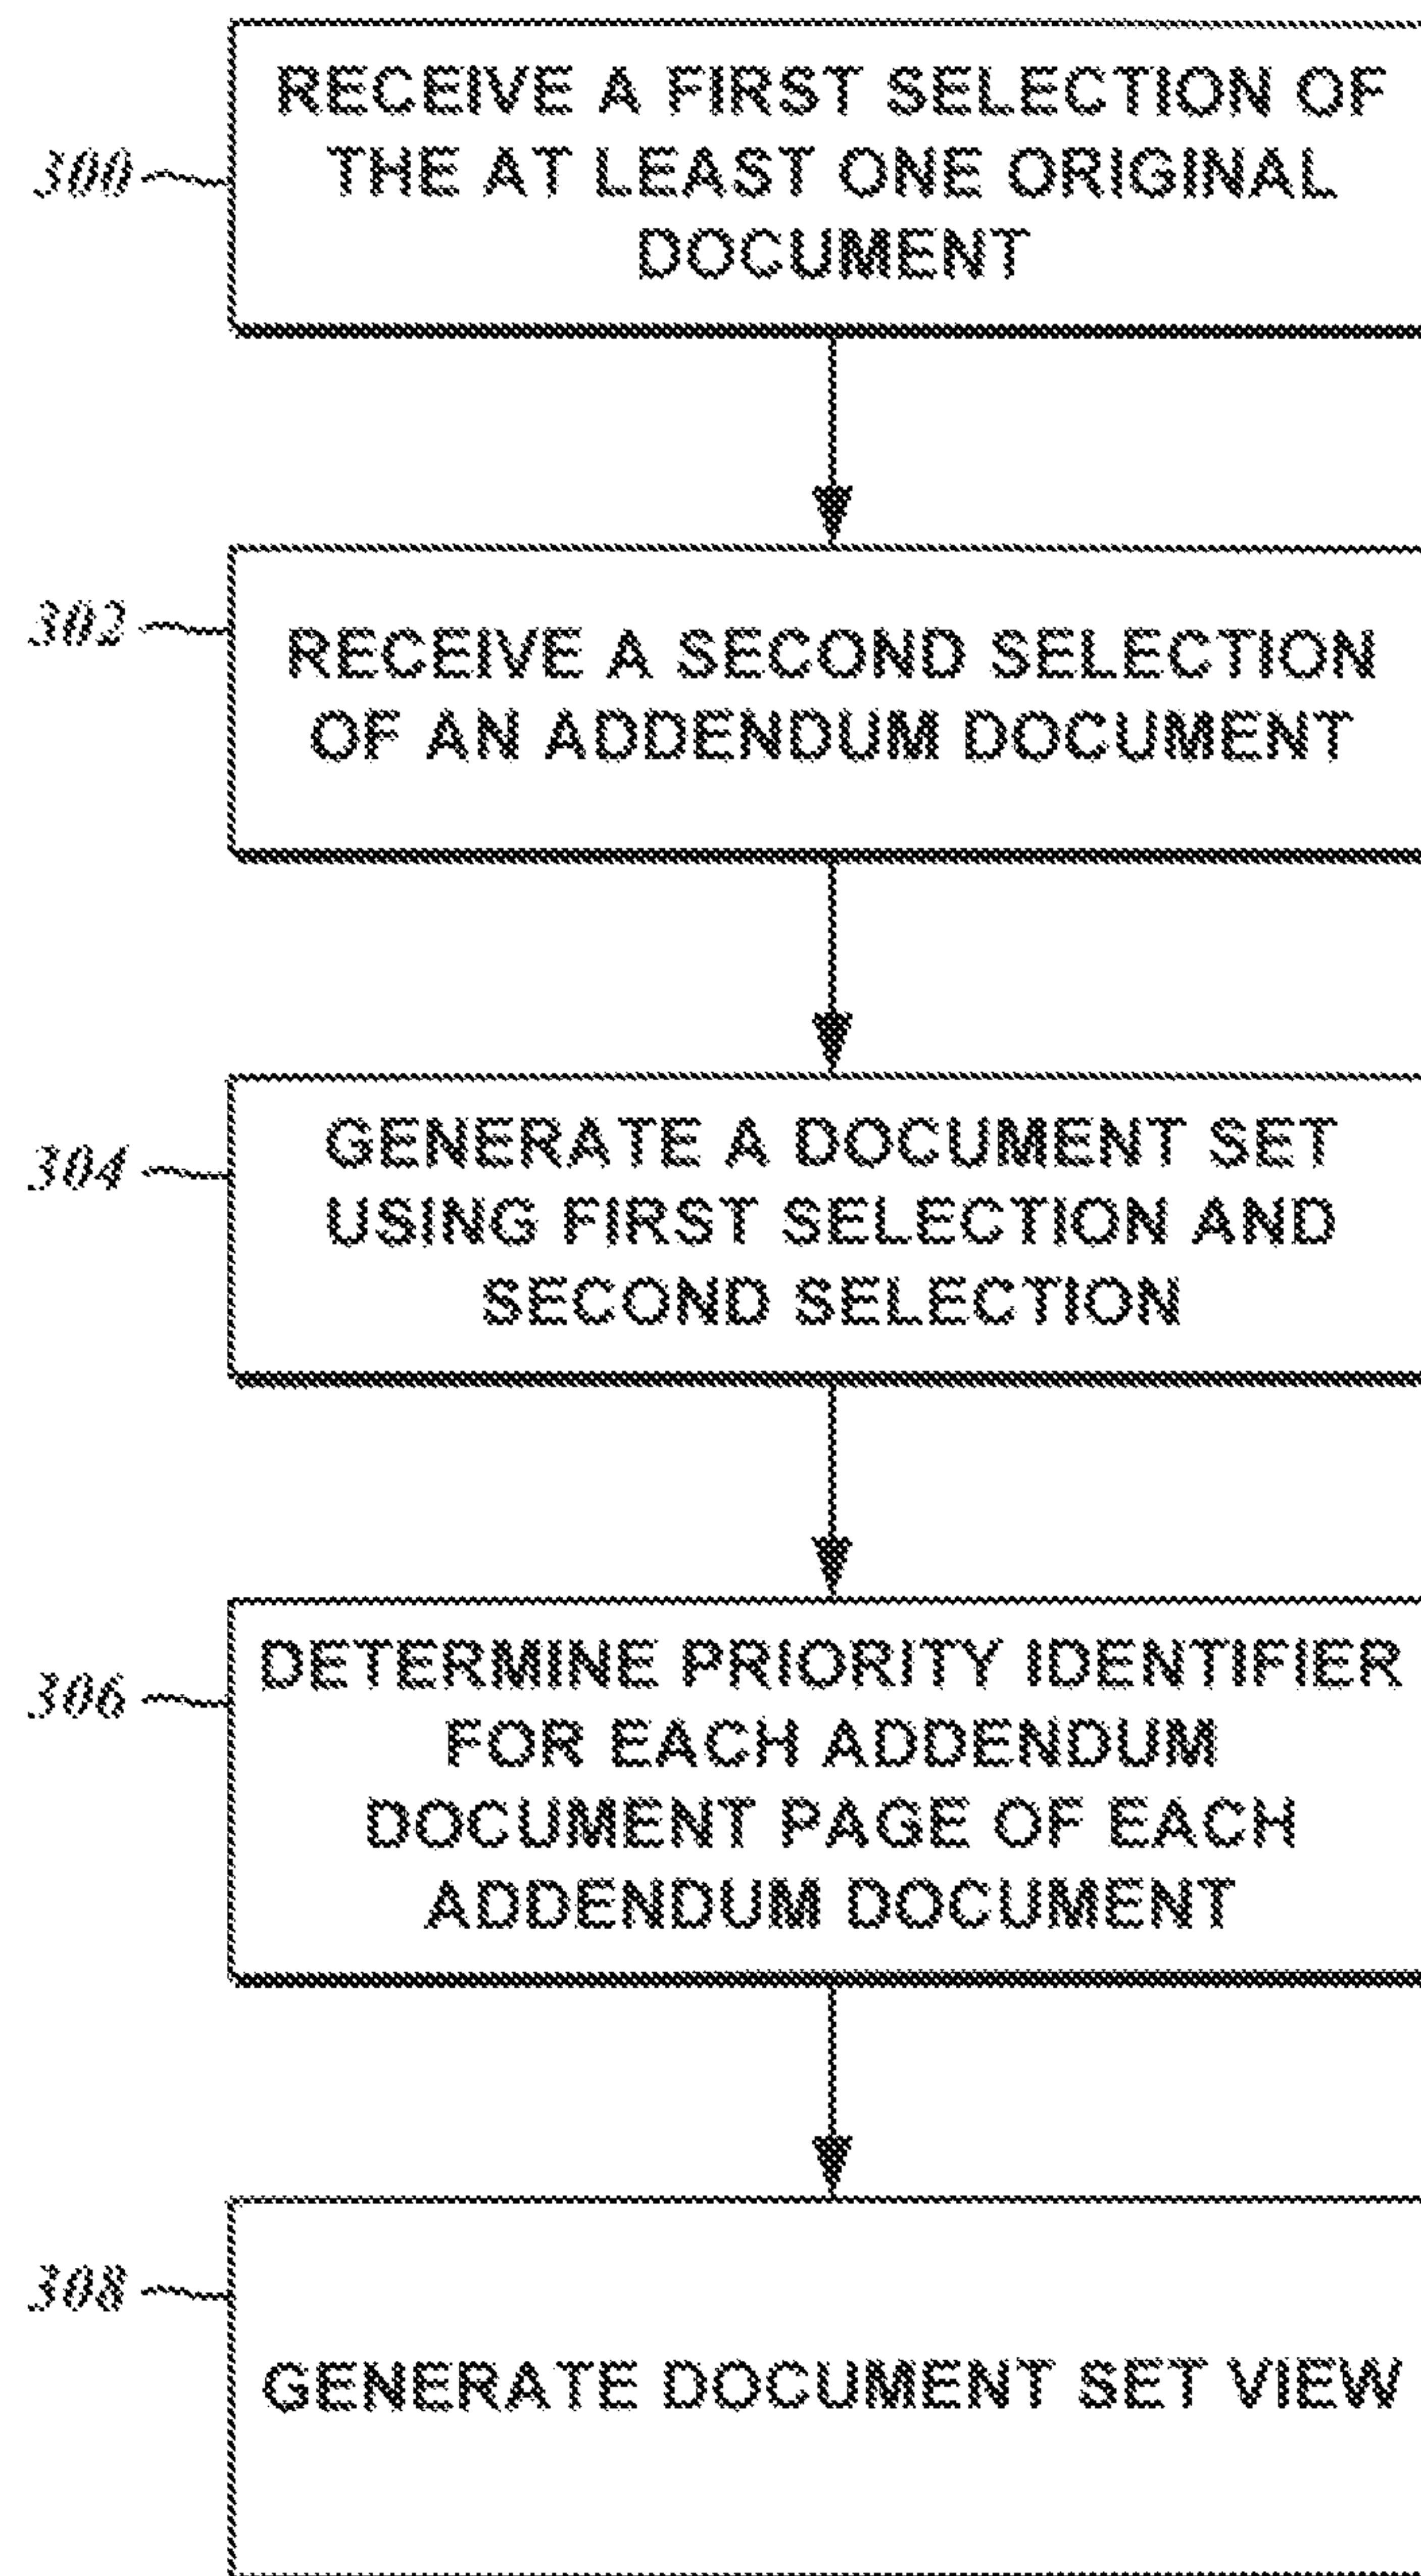 300
RECEIVE A FIRST SELECTION OF
THE AT LEAST ONE ORIGINAL
DOCUMENT
302
RECEIVE A SECOND SELECTION
OF AN ADDENDUM DOCUMENT
304
GENERATE A DOCUMENT SET
USING FIRST SELECTION AND
SECOND SELECTION
306
DETERMINE PRIORITY IDENTIFIER
FOR EACH ADDENDUM
DOCUMENT PAGE OF EACH
ADDENDUM DOCUMENT
308
GENERATE DOCUMENT SET VIEW